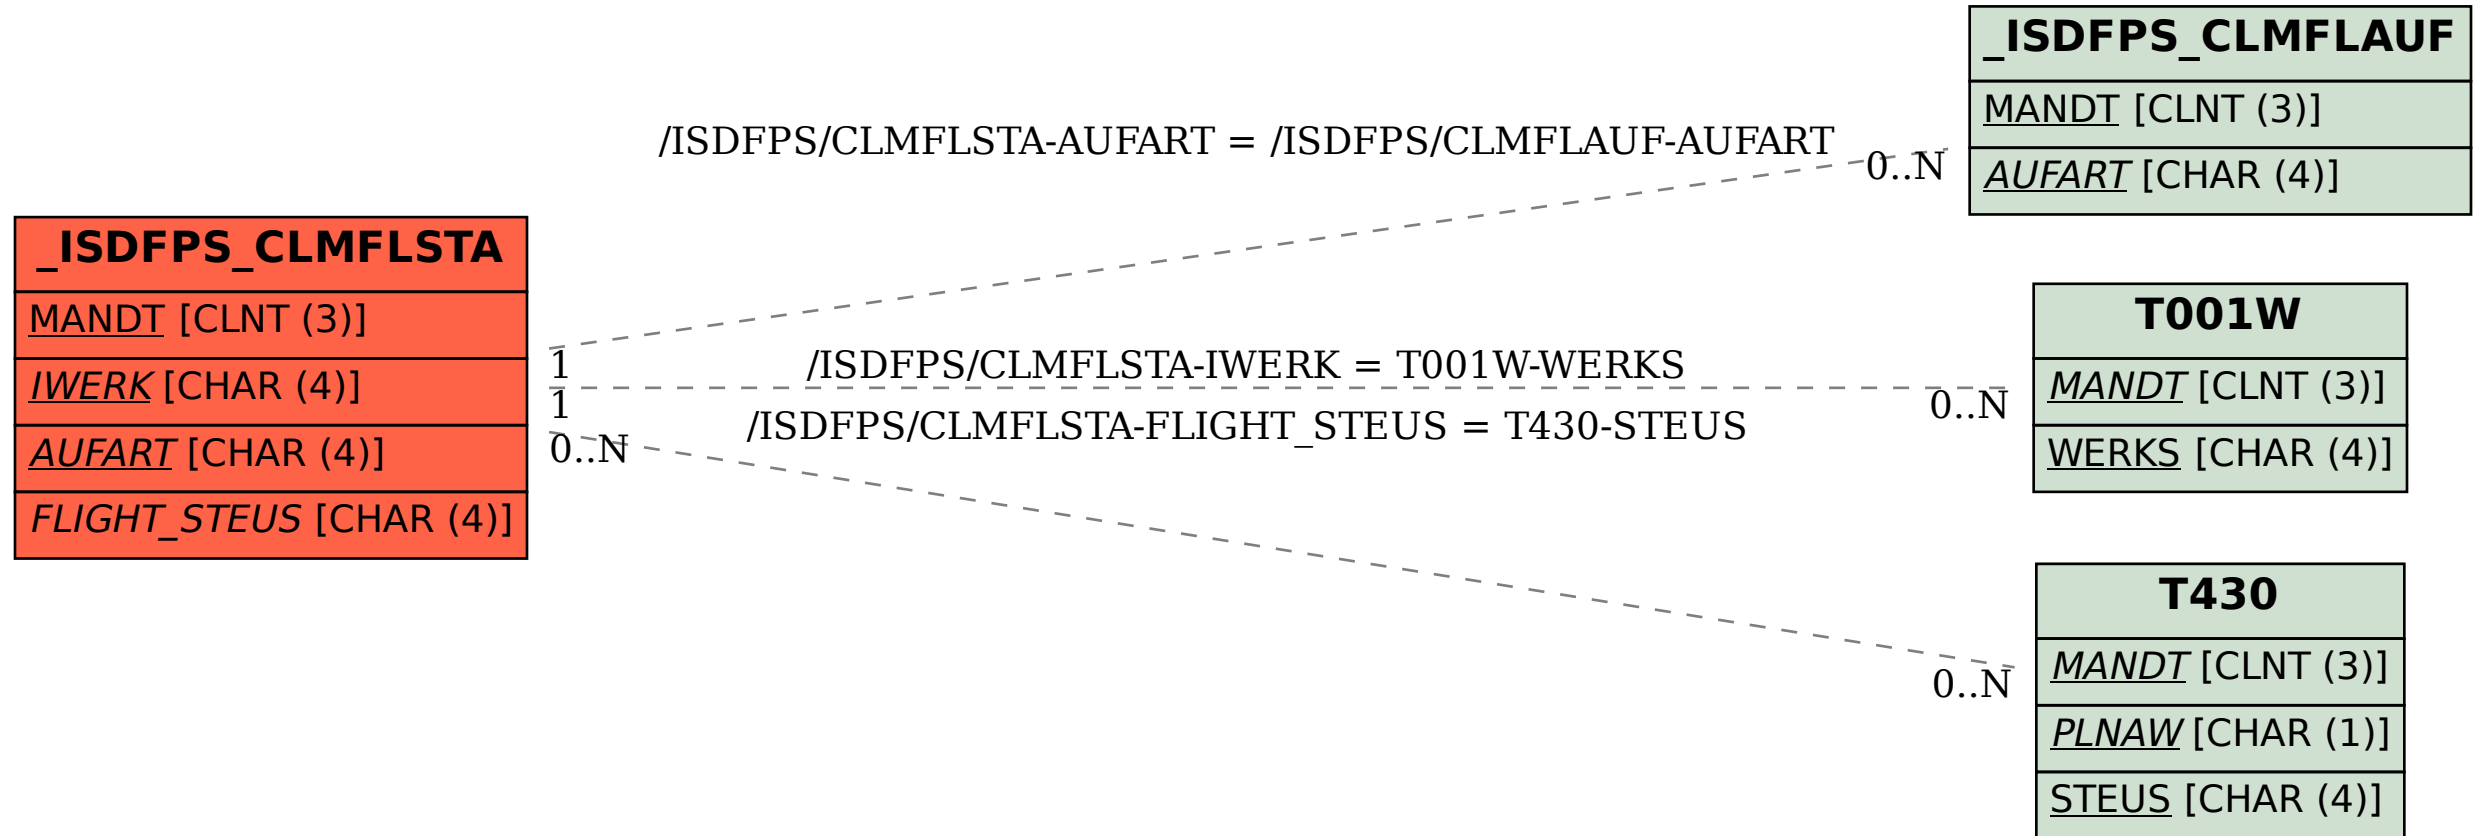 _ISDFPS_CLMFLAUF
MANDT [CLNT (3)]
AUFART [CHAR (4)]
/ISDFPS/CLMFLSTA-AUFART = /ISDFPS/CLMFLAUF-AUFART
0..N
1
_ISDFPS_CLMFLSTA
MANDT [CLNT (3)]
IWERK [CHAR (4)]
AUFART [CHAR (4)]
FLIGHT_STEUS [CHAR (4)]
/ISDFPS/CLMFLSTA-IWERK = T001W-WERKS
1
0..N
T001W
MANDT [CLNT (3)]
WERKS [CHAR (4)]
/ISDFPS/CLMFLSTA-FLIGHT_STEUS = T430-STEUS
0..N
0..N
T430
MANDT [CLNT (3)]
PLNAW [CHAR (1)]
STEUS [CHAR (4)]